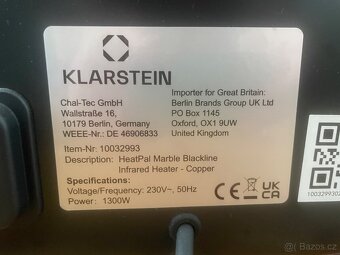 KLARSTEIN
Chal-Tec GmbH
Wallstraße 16,
10179 Berlin, Germany
WEEE-Nr.: DE 46906833
Importer for Great Britain:
Berlin Brands Group UK Ltd
PO Box 1145
Oxford, OX1 9UW
United Kingdom
Item-Nr: 10032993
Description: HeatPal Marble Blackline
Infrared Heater - Copper
Specifications:
Voltage/Frequency: 230V~, 50Hz
Power: 1300W
CE UK
CA